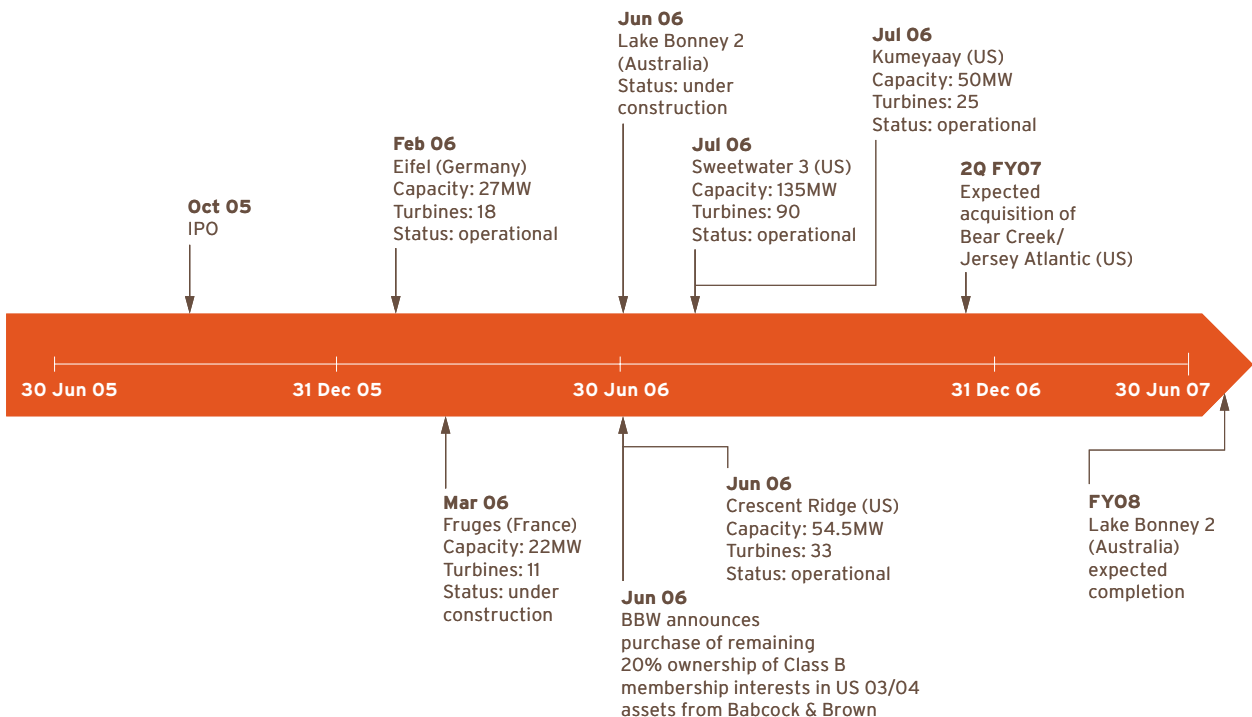 Oct 05
IPO
Feb 06
Eifel (Germany)
Capacity: 27MW
Turbines: 18
Status: operational
Jun 06
Lake Bonney 2
(Australia)
Status: under
construction
Jul 06
Sweetwater 3 (US)
Capacity: 135MW
Turbines: 90
Status: operational
Jul 06
Kumeyaay (US)
Capacity: 50MW
Turbines: 25
Status: operational
2Q FY07
Expected
acquisition of
Bear Creek/
Jersey Atlantic (US)
30 Jun 05
31 Dec 05
30 Jun 06
31 Dec 06
30 Jun 07
Mar 06
Fruges (France)
Capacity: 22MW
Turbines: 11
Status: under
construction
Jun 06
BBW announces
purchase of remaining
20% ownership of Class B
membership interests in US 03/04
assets from Babcock & Brown
Jun 06
Crescent Ridge (US)
Capacity: 54.5MW
Turbines: 33
Status: operational
FY08
Lake Bonney 2
(Australia)
expected
completion